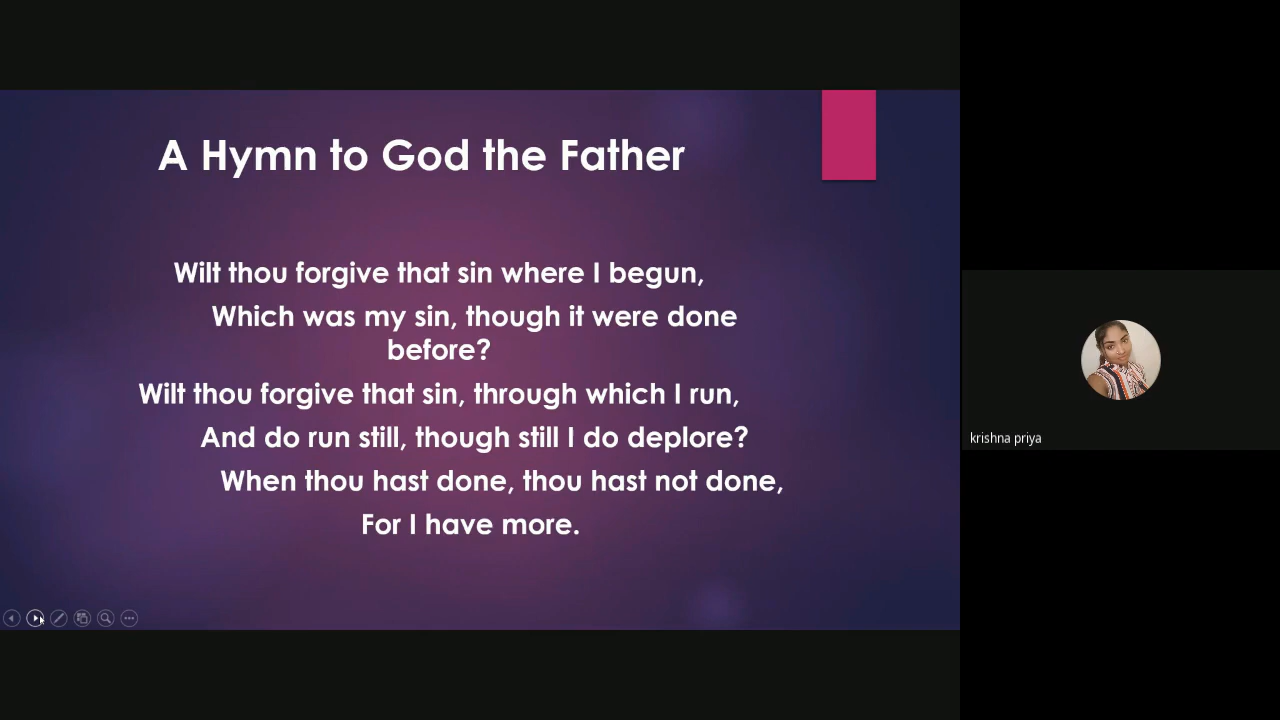 A Hymn to God the Father
Wilt thou forgive that sin where I begun,
Which was my sin, though it were done
before?
Wilt thou forgive that sin, through which I run,
And do run still, though still I do deplore?
When thou hast done, thou hast not done,
For I have more.
krishna priya